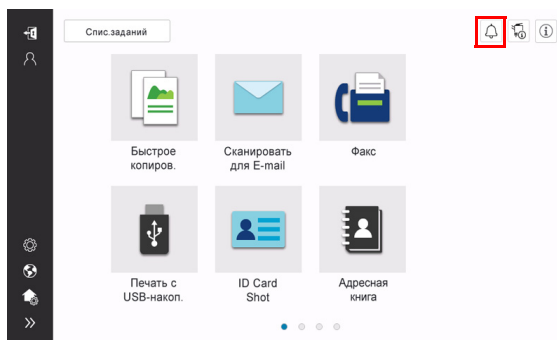 Спис.заданий
Быстрое
копиров.
Сканировать
для E-mail
Факс
Печать с
USB-накоп.
ID Card
Shot
Адресная
книга